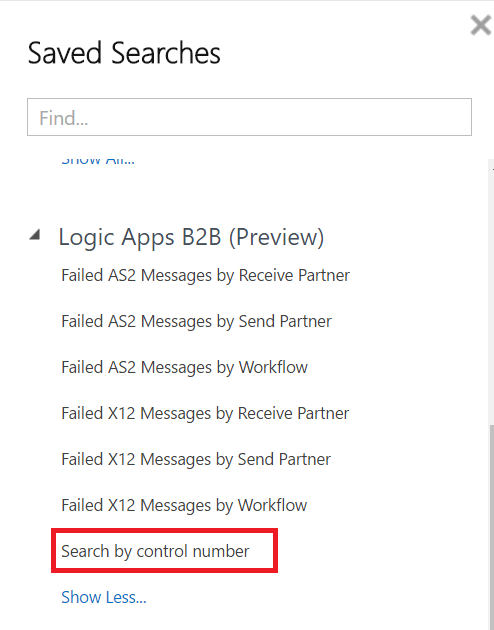 Saved Searches
Find...
Show All...
Logic Apps B2B (Preview)
Failed AS2 Messages by Receive Partner
Failed AS2 Messages by Send Partner
Failed AS2 Messages by Workflow
Failed X12 Messages by Receive Partner
Failed X12 Messages by Send Partner
Failed X12 Messages by Workflow
Search by control number
Show Less...